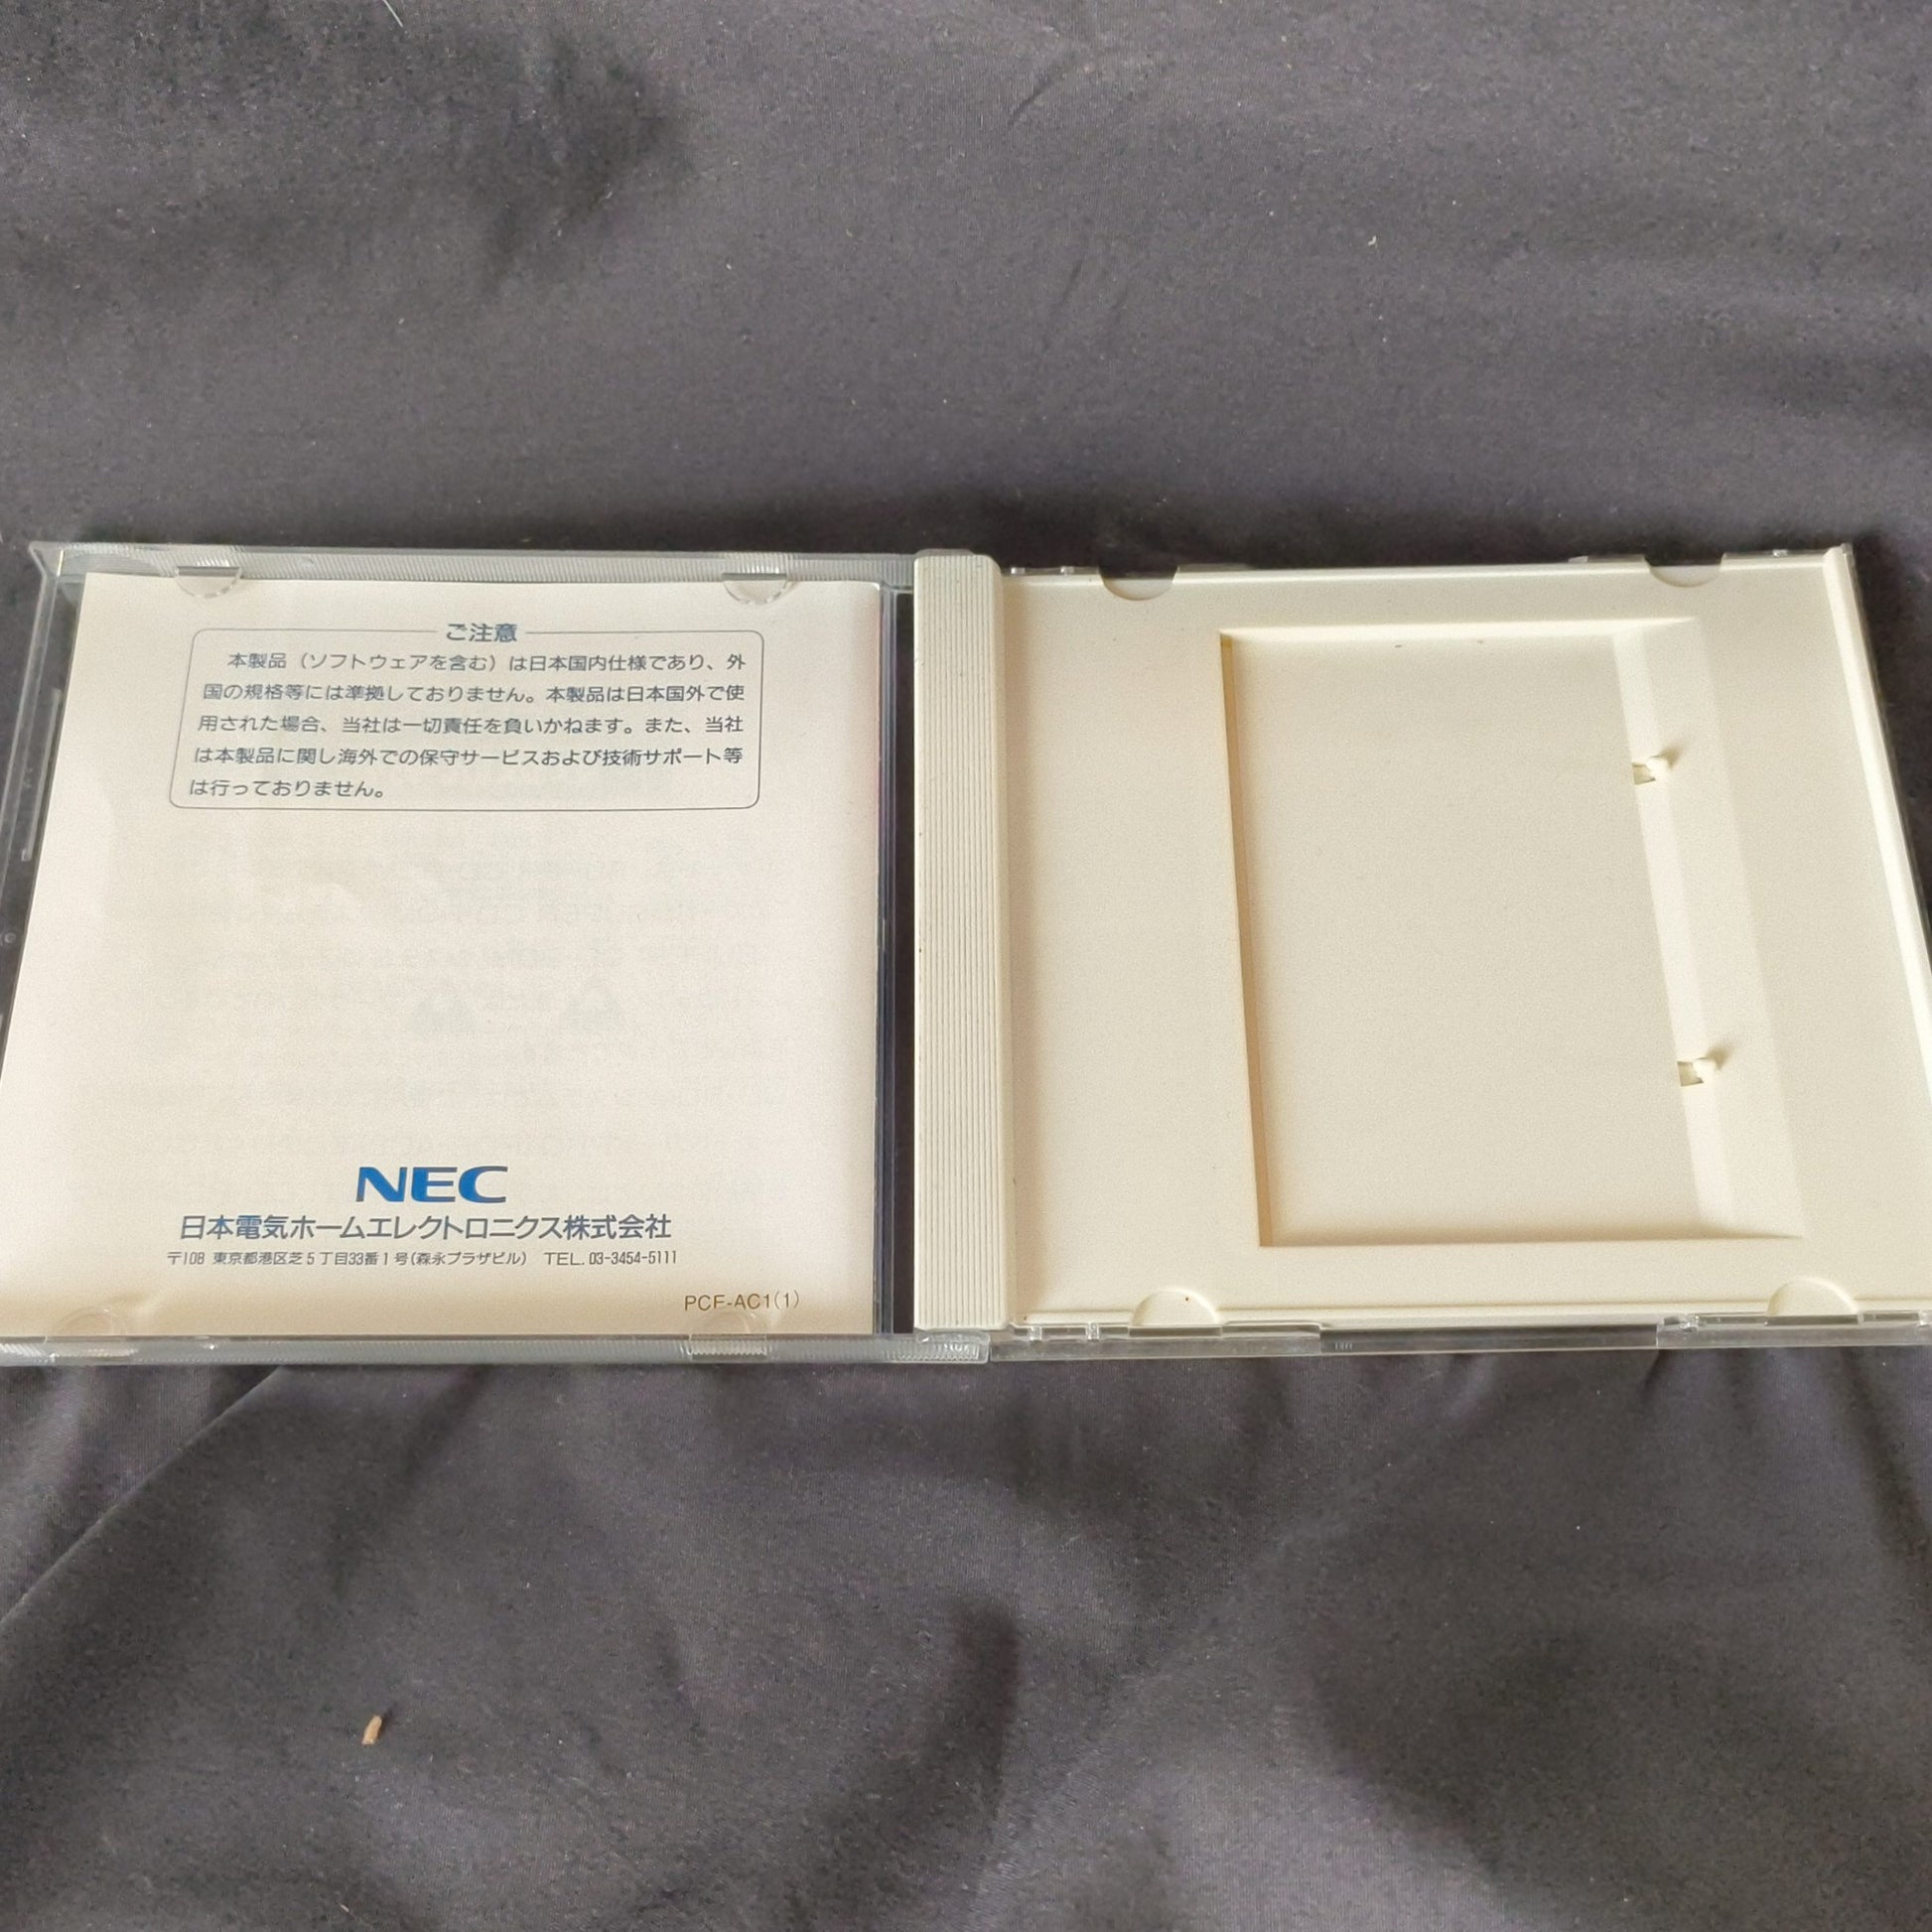 ご注意
本製品（ソフトウェアを含む）は日本国内仕様であり、外
国の規格等には準拠しておりません。本製品は日本国外で使
用された場合、当社は一切責任を負いかねます。また、当社
は本製品に関し海外での保守サービスおよび技術サポート等
は行っておりません。
NEC
日本電気ホームエレクトロニクス株式会社
〒108 東京都港区芝5丁目33番1号(森永プラザビル) TEL. 03-3454-5111
PCF-AC1(1)